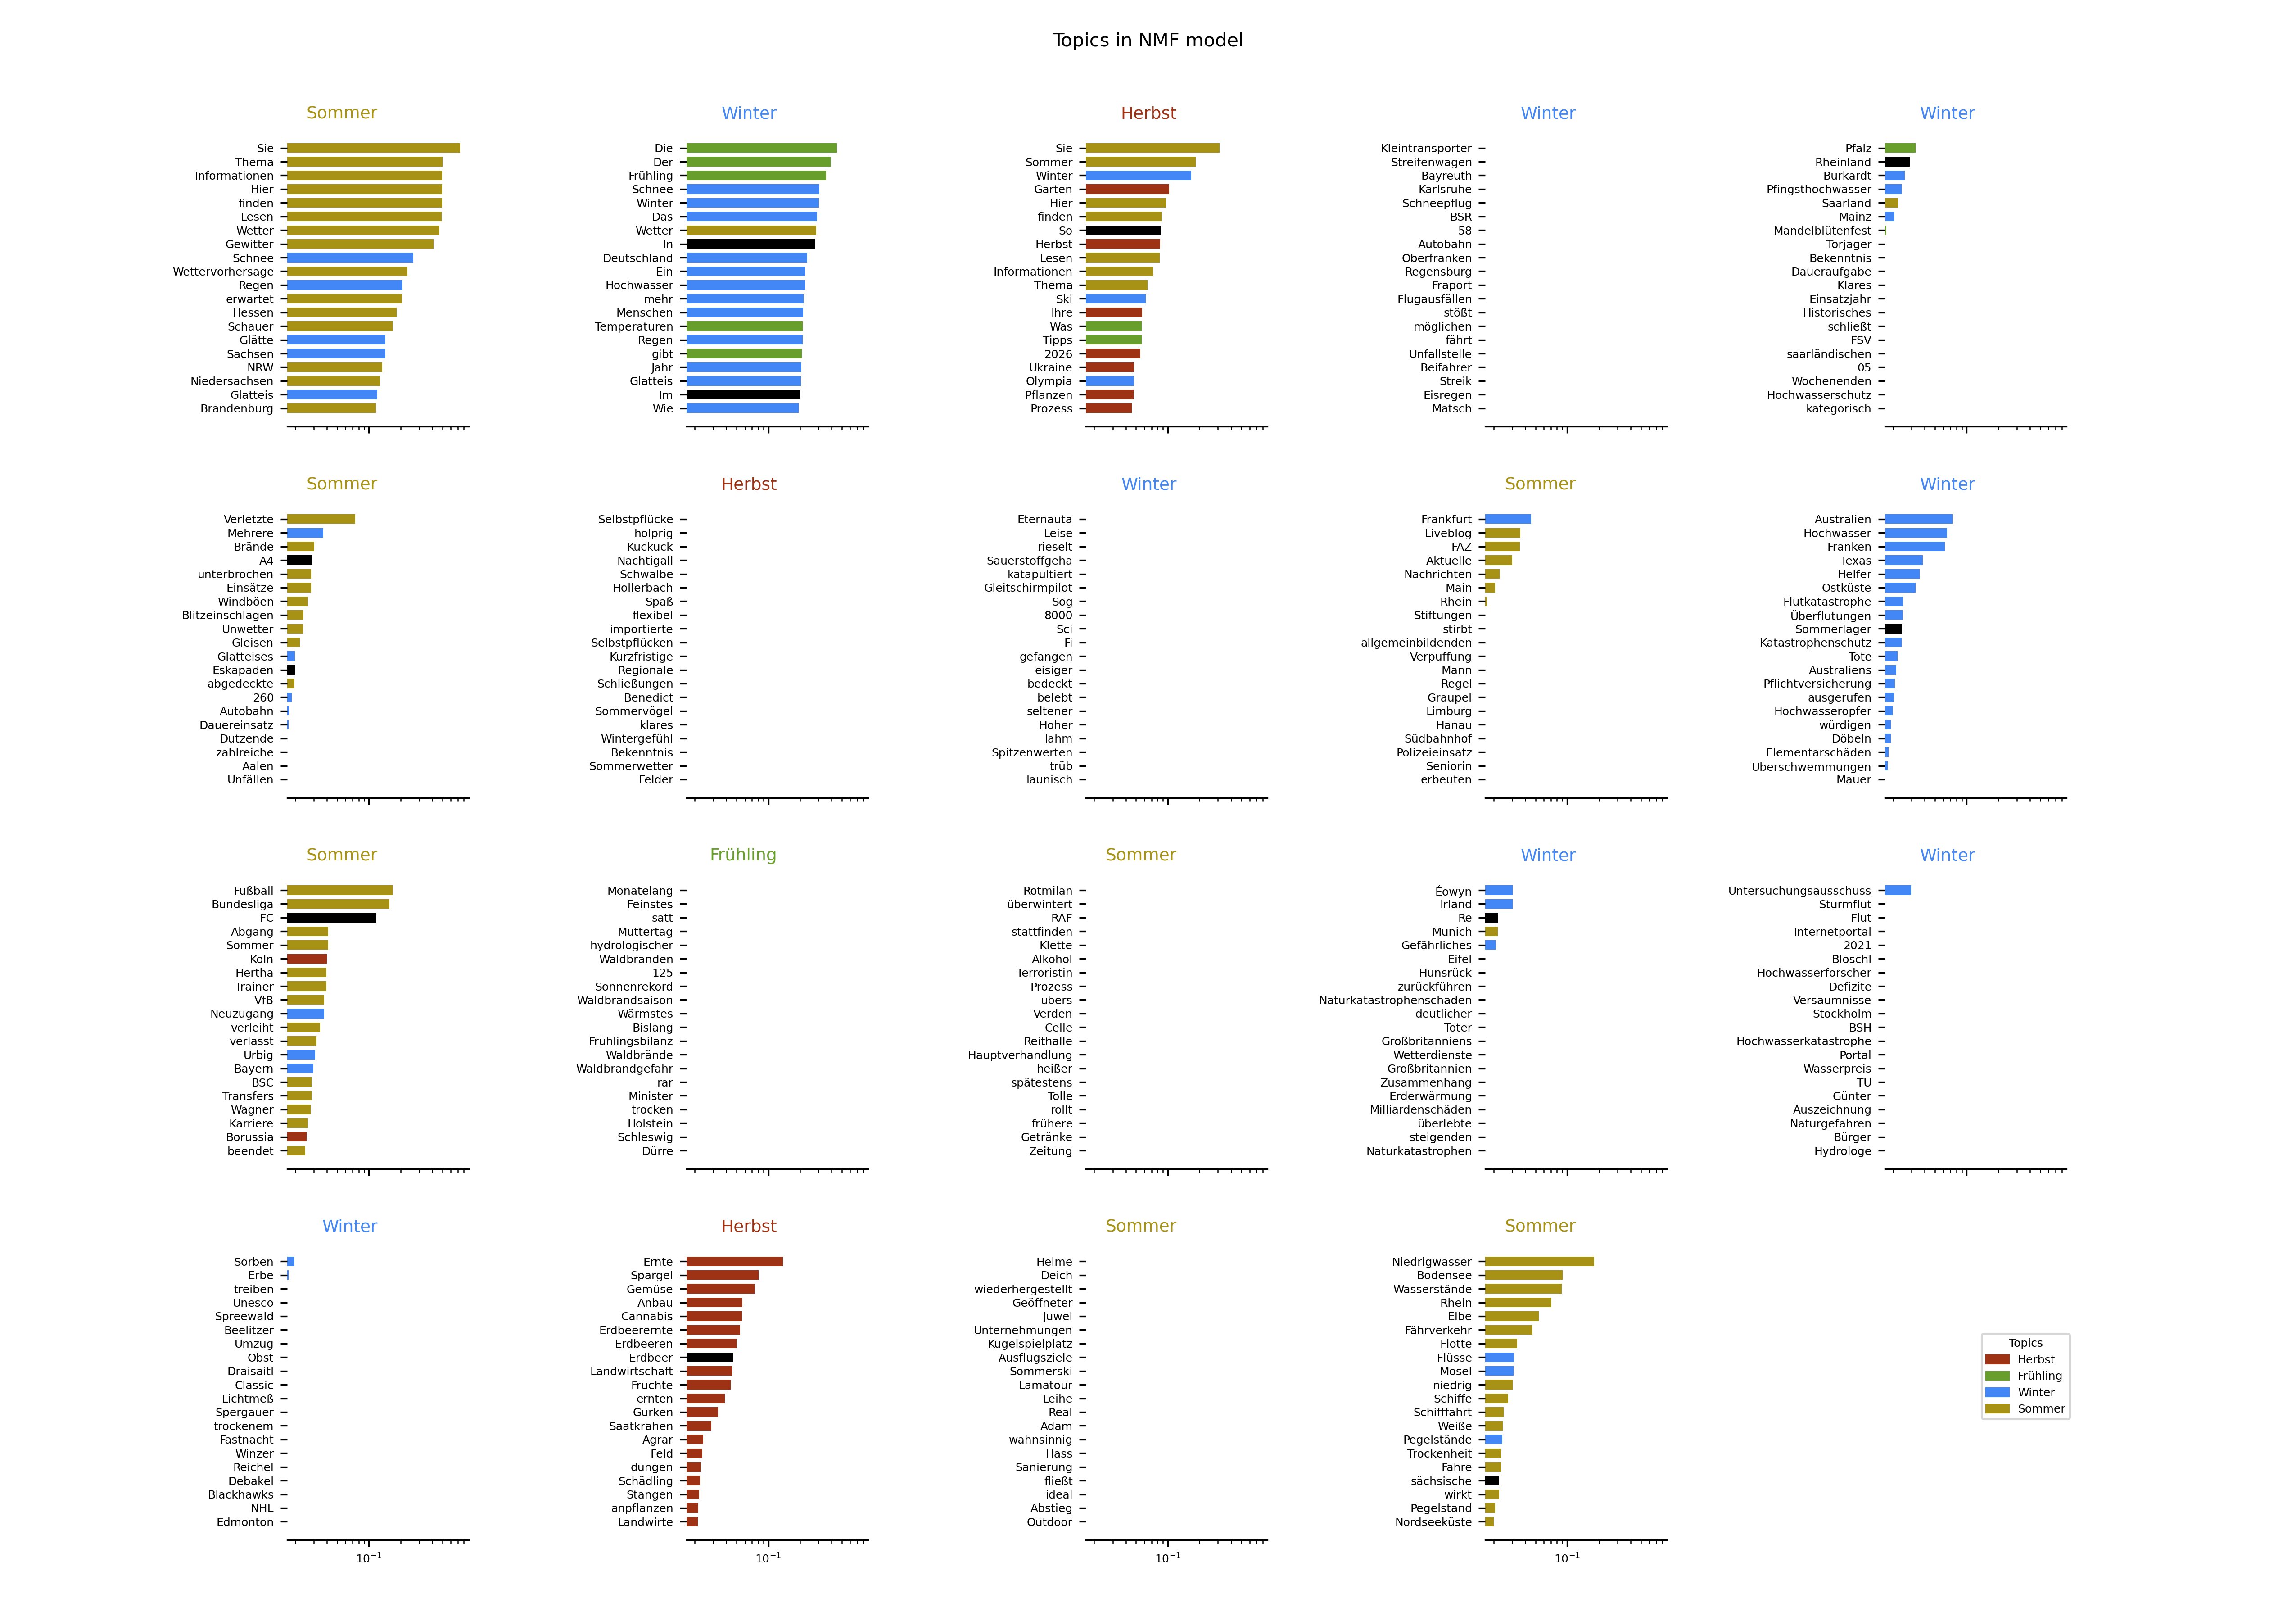 Topics in NMF model
Sommer
Sie
Thema
Informationen
Hier
finden
Lesen
Wetter
Gewitter
Schnee
Wettervorhersage
Regen
erwartet
Hessen
Schauer
Glätte
Sachsen
NRW
Niedersachsen
Glatteis
Brandenburg
Winter
Die
Der
Frühling
Schnee
Winter
Das
Wetter
In
Deutschland
Ein
Hochwasser
mehr
Menschen
Temperaturen
Regen
gibt
Jahr
Glatteis
Im
Wie
Herbst
Sie
Sommer
Winter
Garten
Hier
finden
So
Herbst
Lesen
Informationen
Thema
Ski
Ihre
Was
Tipps
2026
Ukraine
Olympia
Pflanzen
Prozess
Winter
Kleintransporter
Streifenwagen
Bayreuth
Karlsruhe
Schneepflug
BSR
58
Autobahn
Oberfranken
Regensburg
Fraport
Flugausfällen
stößt
möglichen
fährt
Unfallstelle
Beifahrer
Streik
Eisregen
Matsch
Winter
Pfalz
Rheinland
Burkardt
Pfingsthochwasser
Saarland
Mainz
Mandelblütenfest
Torjäger
Bekenntnis
Daueraufgabe
Klares
Einsatzjahr
Historisches
schließt
FSV
saarländischen
05
Wochenenden
Hochwasserschutz
kategorisch
Sommer
Verletzte
Mehrere
Brände
A4
unterbrochen
Einsätze
Windböen
Blitzeinschlägen
Unwetter
Gleisen
Glatteises
Eskapaden
abgedeckte
260
Autobahn
Dauereinsatz
Dutzende
zahlreiche
Aalen
Unfällen
Herbst
Selbstpflücke
holprig
Kuckuck
Nachtigall
Schwalbe
Hollerbach
Spaß
flexibel
importierte
Selbstpflücken
Kurzfristige
Regionale
Schließungen
Benedict
Sommervögel
klares
Wintergefühl
Bekenntnis
Sommerwetter
Felder
Winter
Eternauta
Leise
rieselt
Sauerstoffgeha
katapultiert
Gleitschirmpilot
Sog
8000
Sci
Fi
gefangen
eisiger
bedeckt
belebt
seltener
Hoher
lahm
Spitzenwerten
trüb
launisch
Sommer
Frankfurt
Liveblog
FAZ
Aktuelle
Nachrichten
Main
Rhein
Stiftungen
stirbt
allgemeinbildenden
Verpuffung
Mann
Regel
Graupel
Limburg
Hanau
Südbahnhof
Polizeieinsatz
Seniorin
erbeuten
Winter
Australien
Hochwasser
Franken
Texas
Helfer
Ostküste
Flutkatastrophe
Überflutungen
Sommerlager
Katastrophenschutz
Tote
Australiens
Pflichtversicherung
ausgerufen
Hochwasseropfer
würdigen
Döbeln
Elementarschäden
Überschwemmungen
Mauer
Sommer
Fußball
Bundesliga
FC
Abgang
Sommer
Köln
Hertha
Trainer
VfB
Neuzugang
verleiht
verlässt
Urbig
Bayern
BSC
Transfers
Wagner
Karriere
Borussia
beendet
Frühling
Monatelang
Feinstes
satt
Muttertag
hydrologischer
Waldbränden
125
Sonnenrekord
Waldbrandsaison
Wärmstes
Bislang
Frühlingsbilanz
Waldbrände
Waldbrandgefahr
rar
Minister
trocken
Holstein
Schleswig
Dürre
Sommer
Rotmilan
überwintert
RAF
stattfinden
Klette
Alkohol
Terroristin
Prozess
übers
Verden
Celle
Reithalle
Hauptverhandlung
heißer
spätestens
Tolle
rollt
frühere
Getränke
Zeitung
Winter
Éowyn
Irland
Re
Munich
Gefährliches
Eifel
Hunsrück
zurückführen
Naturkatastrophenschäden
deutlicher
Toter
Großbritanniens
Wetterdienste
Großbritannien
Zusammenhang
Erderwärmung
Milliardenschäden
überlebte
steigenden
Naturkatastrophen
Winter
Untersuchungsausschuss
Sturmflut
Flut
Internetportal
2021
Blöschl
Hochwasserforscher
Defizite
Versäumnisse
Stockholm
BSH
Hochwasserkatastrophe
Portal
Wasserpreis
TU
Günter
Auszeichnung
Naturgefahren
Bürger
Hydrologe
Winter
Sorben
Erbe
treiben
Unesco
Spreewald
Beelitzer
Umzug
Obst
Draisaitl
Classic
Lichtmeß
Spergauer
trockenem
Fastnacht
Winzer
Reichel
Debakel
Blackhawks
NHL
Edmonton
10⁻¹
Herbst
Ernte
Spargel
Gemüse
Anbau
Cannabis
Erdbeerernte
Erdbeeren
Erdbeer
Landwirtschaft
Früchte
ernten
Gurken
Saatkrähen
Agrar
Feld
düngen
Schädling
Stangen
anpflanzen
Landwirte
10⁻¹
Sommer
Helme
Deich
wiederhergestellt
Geöffneter
Juwel
Unternehmungen
Kugelspielplatz
Ausflugsziele
Sommerski
Lamatour
Leihe
Real
Adam
wahnsinnig
Hass
Sanierung
fließt
ideal
Abstieg
Outdoor
10⁻¹
Sommer
Niedrigwasser
Bodensee
Wasserstände
Rhein
Elbe
Fährverkehr
Flotte
Flüsse
Mosel
niedrig
Schiffe
Schifffahrt
Weiße
Pegelstände
Trockenheit
Fähre
sächsische
wirkt
Pegelstand
Nordseeküste
10⁻¹
Topics
Herbst
Frühling
Winter
Sommer